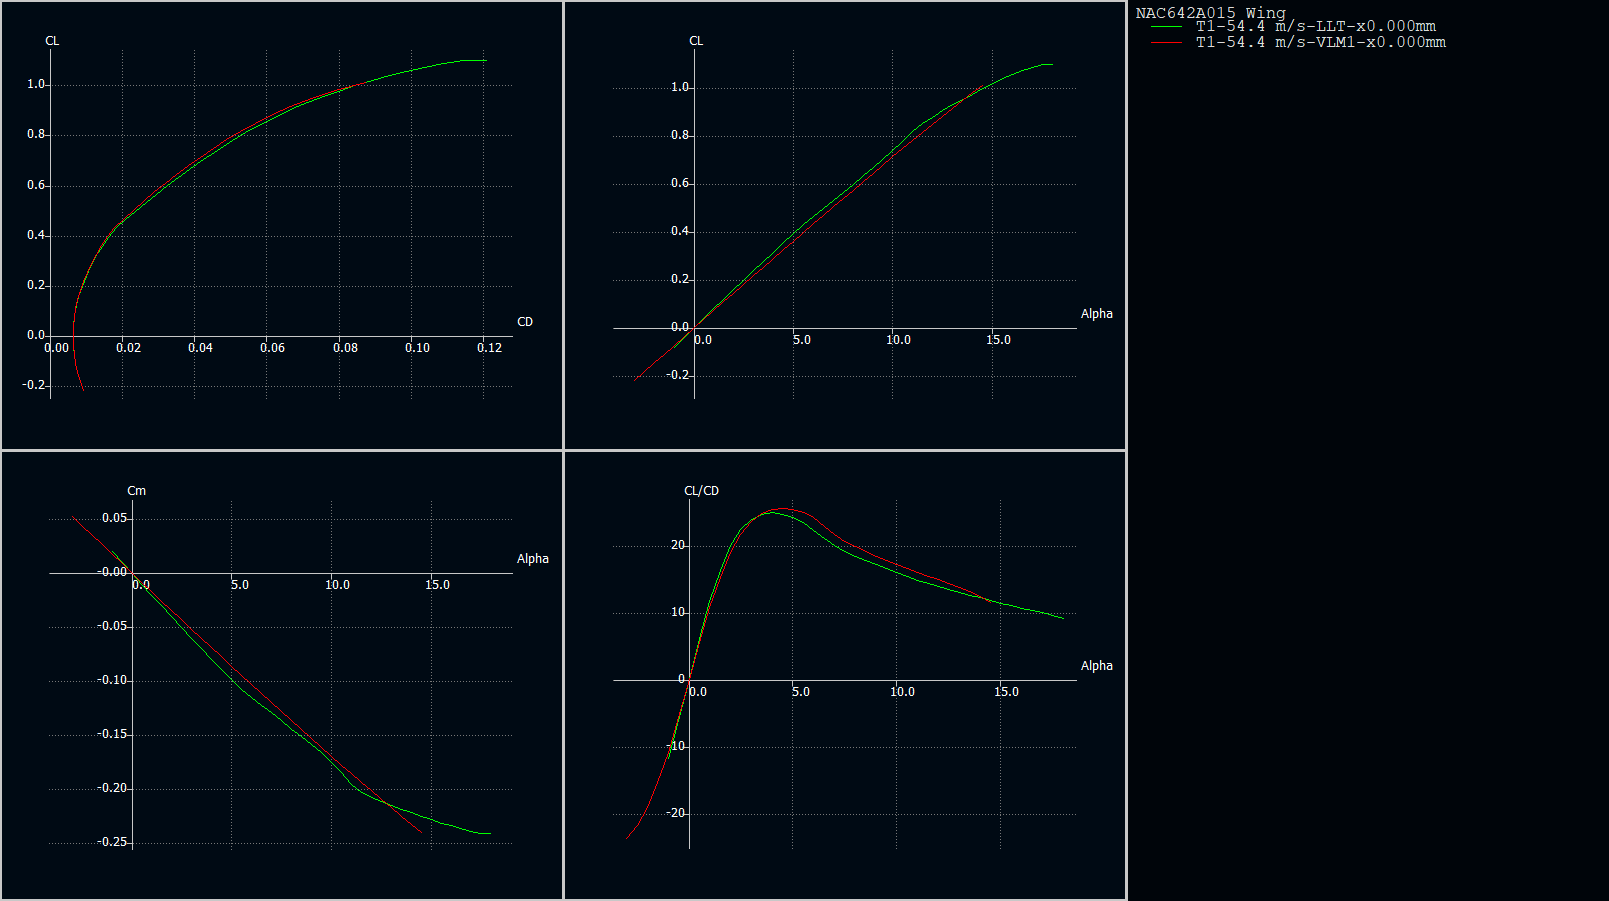 CL
1.0
0.8
0.6
0.4
0.2
0.0
-0.2
CD
0.00 0.02 0.04 0.06 0.08 0.10 0.12
CL
1.0
0.8
0.6
0.4
0.2
0.0
-0.2
Alpha
0.0 5.0 10.0 15.0
NAC642A015 Wing
T1-54.4 m/s-LLT-x0.000mm
T1-54.4 m/s-VLM1-x0.000mm
Cm
0.05
-0.00
-0.05
-0.10
-0.15
-0.20
-0.25
Alpha
0.0 5.0 10.0 15.0
CL/CD
20
10
0
-10
-20
Alpha
0.0 5.0 10.0 15.0